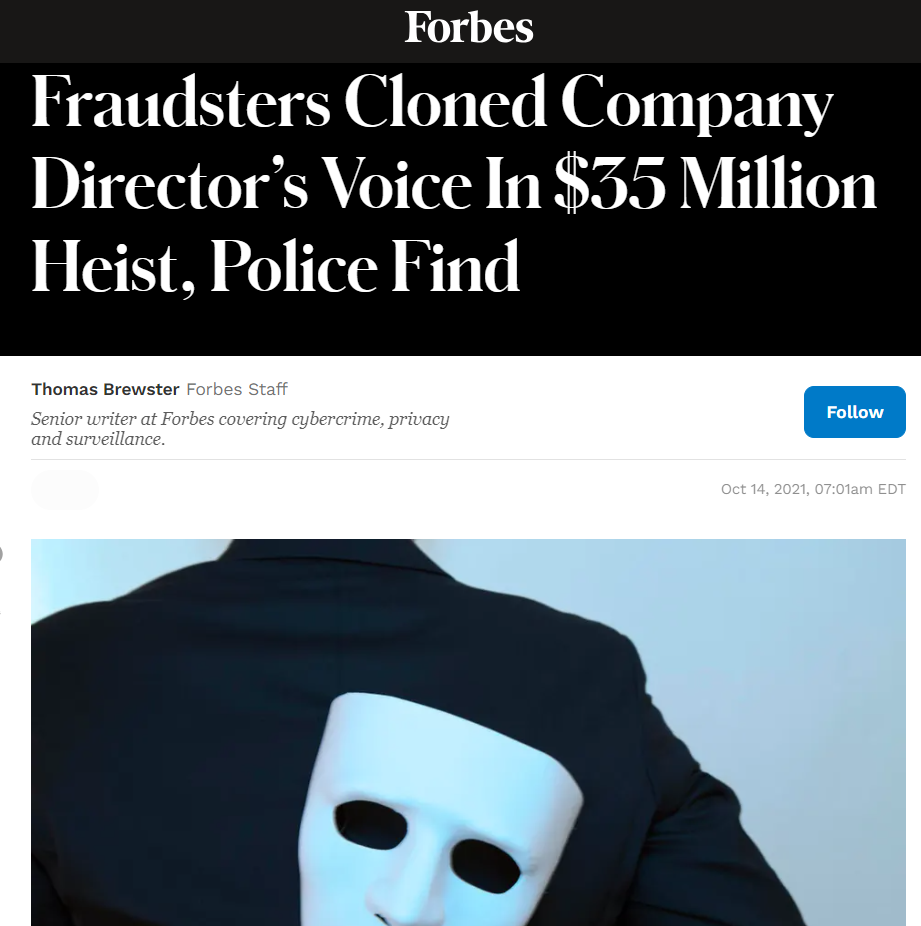 Forbes
Fraudsters Cloned Company
Director’s Voice In $35 Million
Heist, Police Find
Thomas Brewster Forbes Staff
Follow
Senior writer at Forbes covering cybercrime, privacy
and surveillance.
Oct 14, 2021, 07:01am EDT